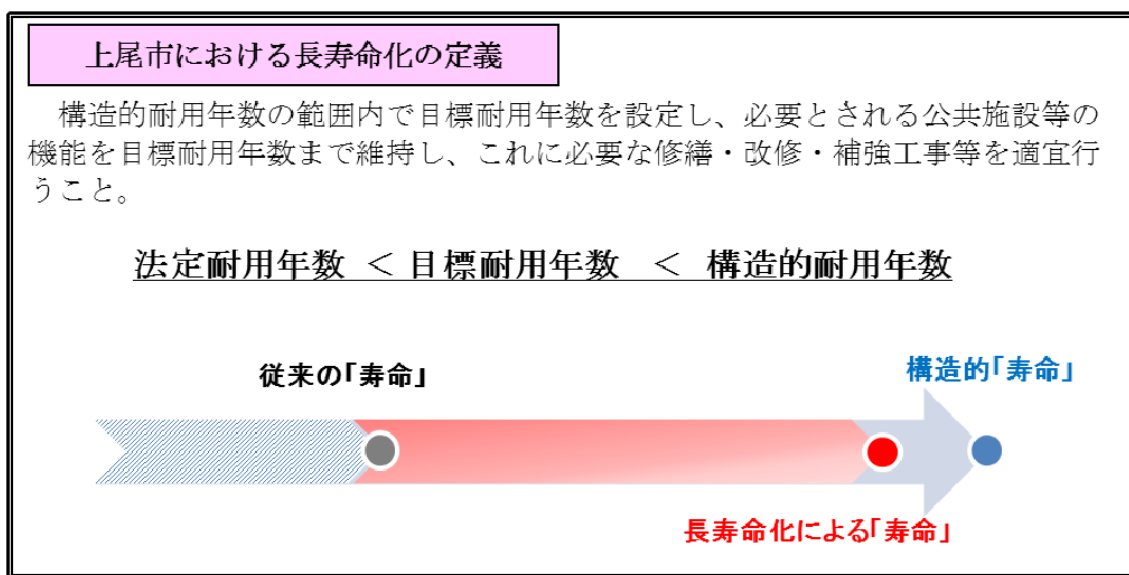 上尾市における長寿命化の定義
構造的耐用年数の範囲内で目標耐用年数を設定し、必要とされる公共施設等の
機能を目標耐用年数まで維持し、これに必要な修繕・改修・補強工事等を適宜行
うこと。
法定耐用年数 < 目標耐用年数 < 構造的耐用年数
従来の「寿命」
構造的「寿命」
長寿命化による「寿命」